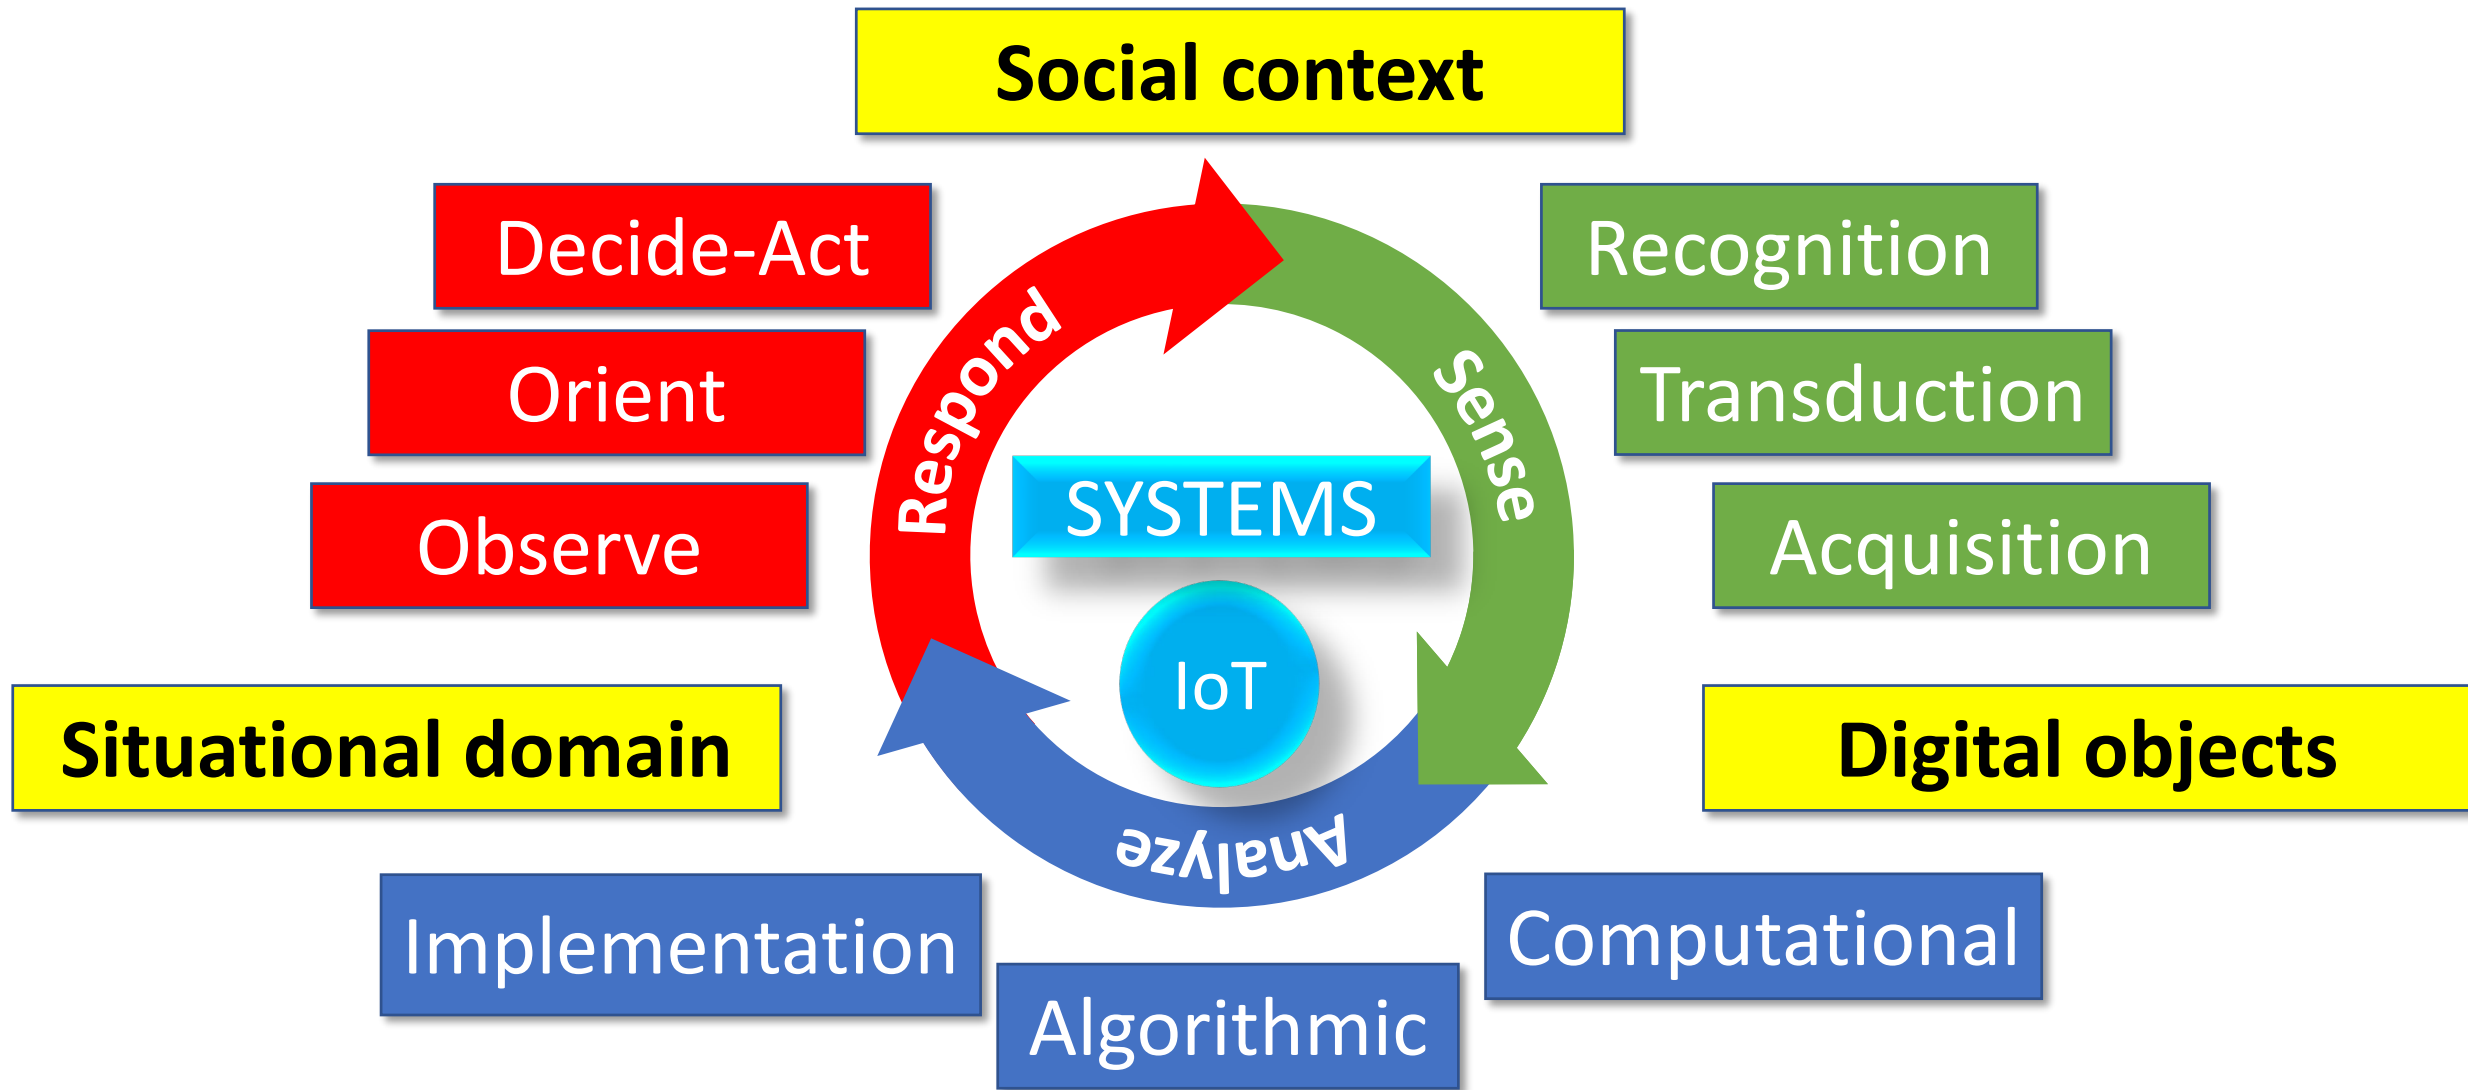 Social context
Decide-Act
Recognition
Orient
Transduction
Observe
Acquisition
Respond
Sense
SYSTEMS
IoT
Analyze
Situational domain
Digital objects
Implementation
Computational
Algorithmic